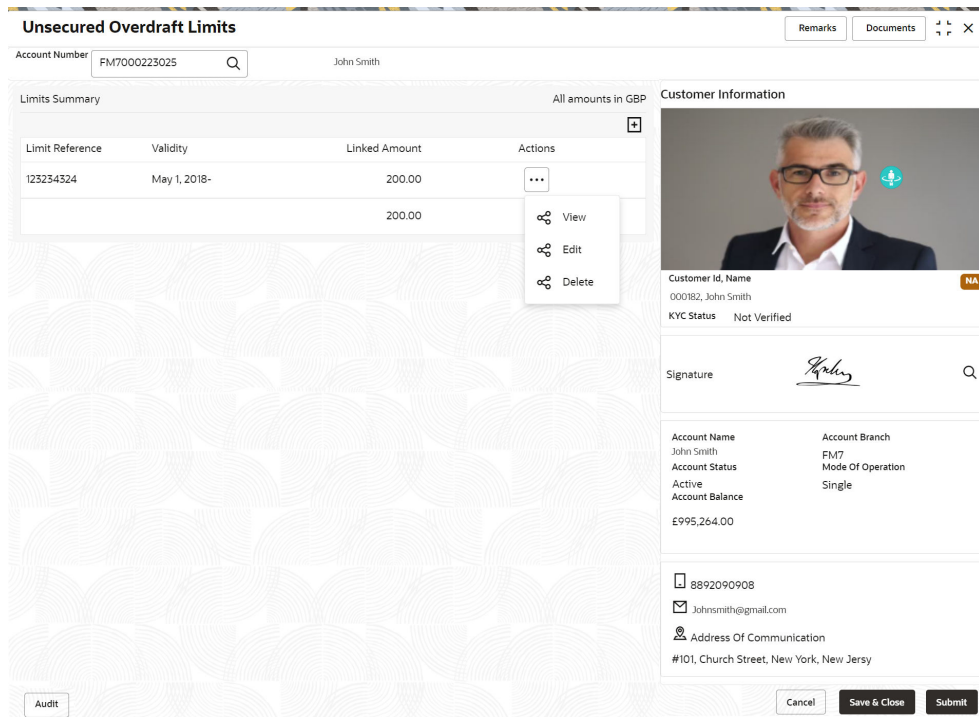 Unsecured Overdraft Limits
Remarks
Documents
Account Number
FM7000223025
John Smith
Limits Summary
All amounts in GBP
Limit Reference Validity Linked Amount Actions
123234324 May 1, 2018- 200.00 ...
200.00
View
Edit
Delete
Customer Information
Customer Id, Name
NA
000182, John Smith
KYC Status Not Verified
Signature
Account Name Account Branch
John Smith FM7
Account Status Mode Of Operation
Active Single
Account Balance
£995,264.00
8892090908
Johnsmith@gmail.com
Address Of Communication
#101, Church Street, New York, New Jersy
Audit
Cancel
Save & Close
Submit